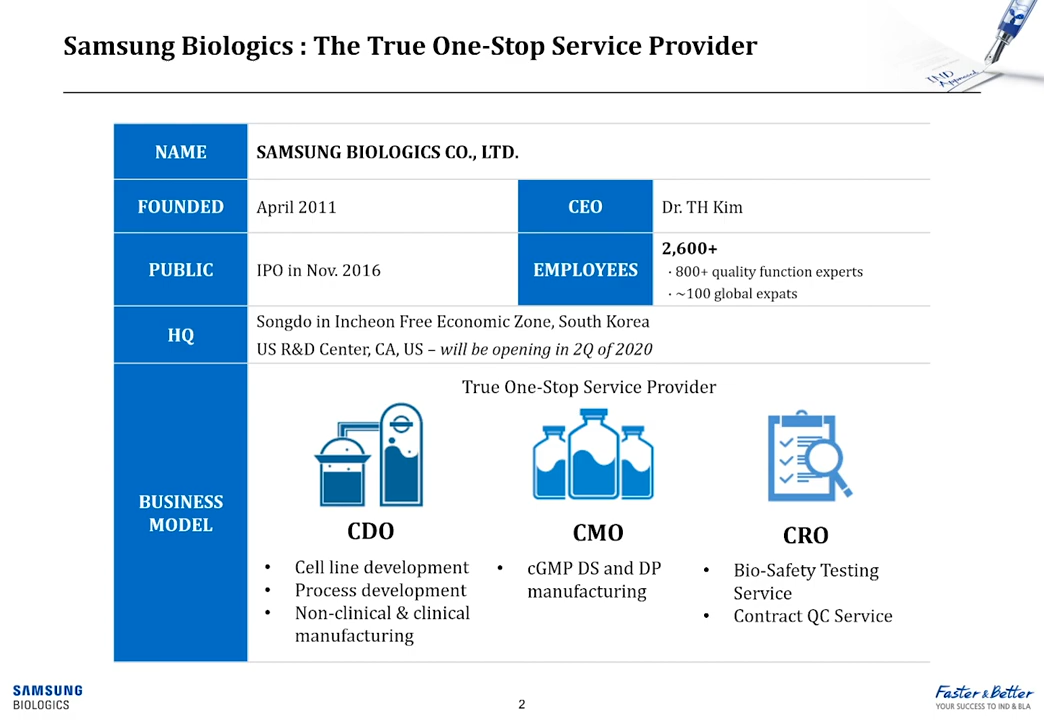 Samsung Biologics : The True One-Stop Service Provider
IND
Approved
NAME
SAMSUNG BIOLOGICS CO., LTD.
FOUNDED
April 2011
CEO
Dr. TH Kim
PUBLIC
IPO in Nov. 2016
EMPLOYEES
2,600+
· 800+ quality function experts
· ~100 global expats
HQ
Songdo in Incheon Free Economic Zone, South Korea
US R&D Center, CA, US – will be opening in 2Q of 2020
BUSINESS
MODEL
True One-Stop Service Provider
CDO
• Cell line development
• Process development
• Non-clinical & clinical
manufacturing
CMO
• cGMP DS and DP
manufacturing
CRO
• Bio-Safety Testing
Service
• Contract QC Service
SAMSUNG
BIOLOGICS
2
Faster & Better
YOUR SUCCESS TO IND & BLA